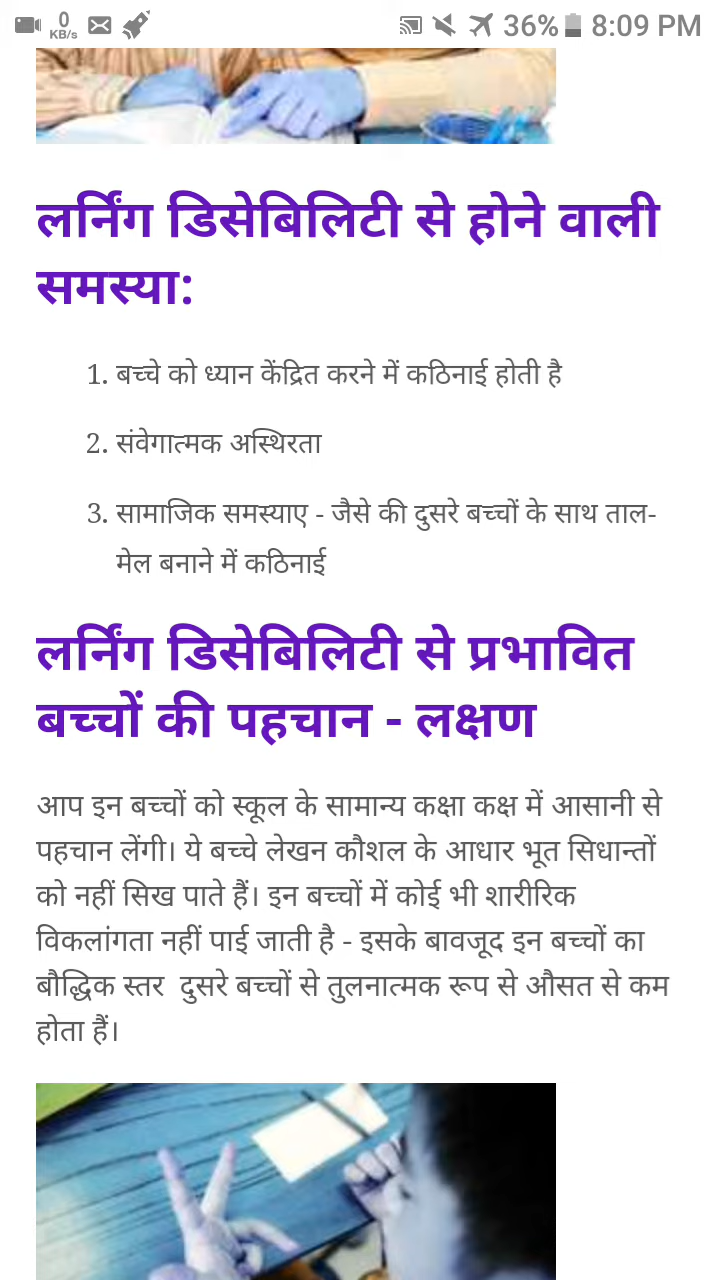 0
KB/s
36%
8:09 PM
लर्निंग डिसेबिलिटी से होने वाली
समस्या:
1. बच्चे को ध्यान केंद्रित करने में कठिनाई होती है
2. संवेगात्मक अस्थिरता
3. सामाजिक समस्याए - जैसे की दुसरे बच्चों के साथ ताल-
मेल बनाने में कठिनाई
लर्निंग डिसेबिलिटी से प्रभावित
बच्चों की पहचान - लक्षण
आप इन बच्चों को स्कूल के सामान्य कक्षा कक्ष में आसानी से
पहचान लेंगी। ये बच्चे लेखन कौशल के आधार भूत सिधान्तों
को नहीं सिख पाते हैं। इन बच्चों में कोई भी शारीरिक
विकलांगता नहीं पाई जाती है - इसके बावजूद इन बच्चों का
बौद्धिक स्तर  दुसरे बच्चों से तुलनात्मक रूप से औसत से कम
होता हैं।